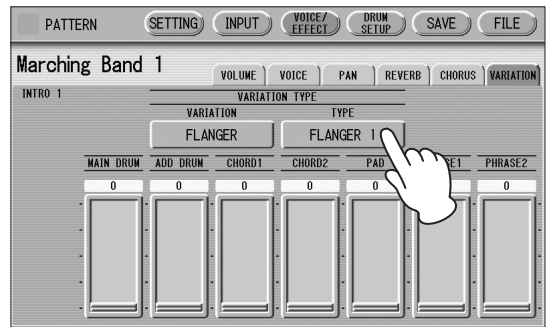 PATTERN SETTING INPUT VOICE/ EFFECT DRUM SETUP SAVE FILE
Marching Band 1
VOLUME VOICE PAN REVERB CHORUS VARIATION
INTRO 1
VARIATION TYPE
VARIATION TYPE
FLANGER FLANGER 1
MAIN DRUM ADD DRUM CHORD1 CHORD2 PAD PHRASE2
0 0 0 0 0 0 0